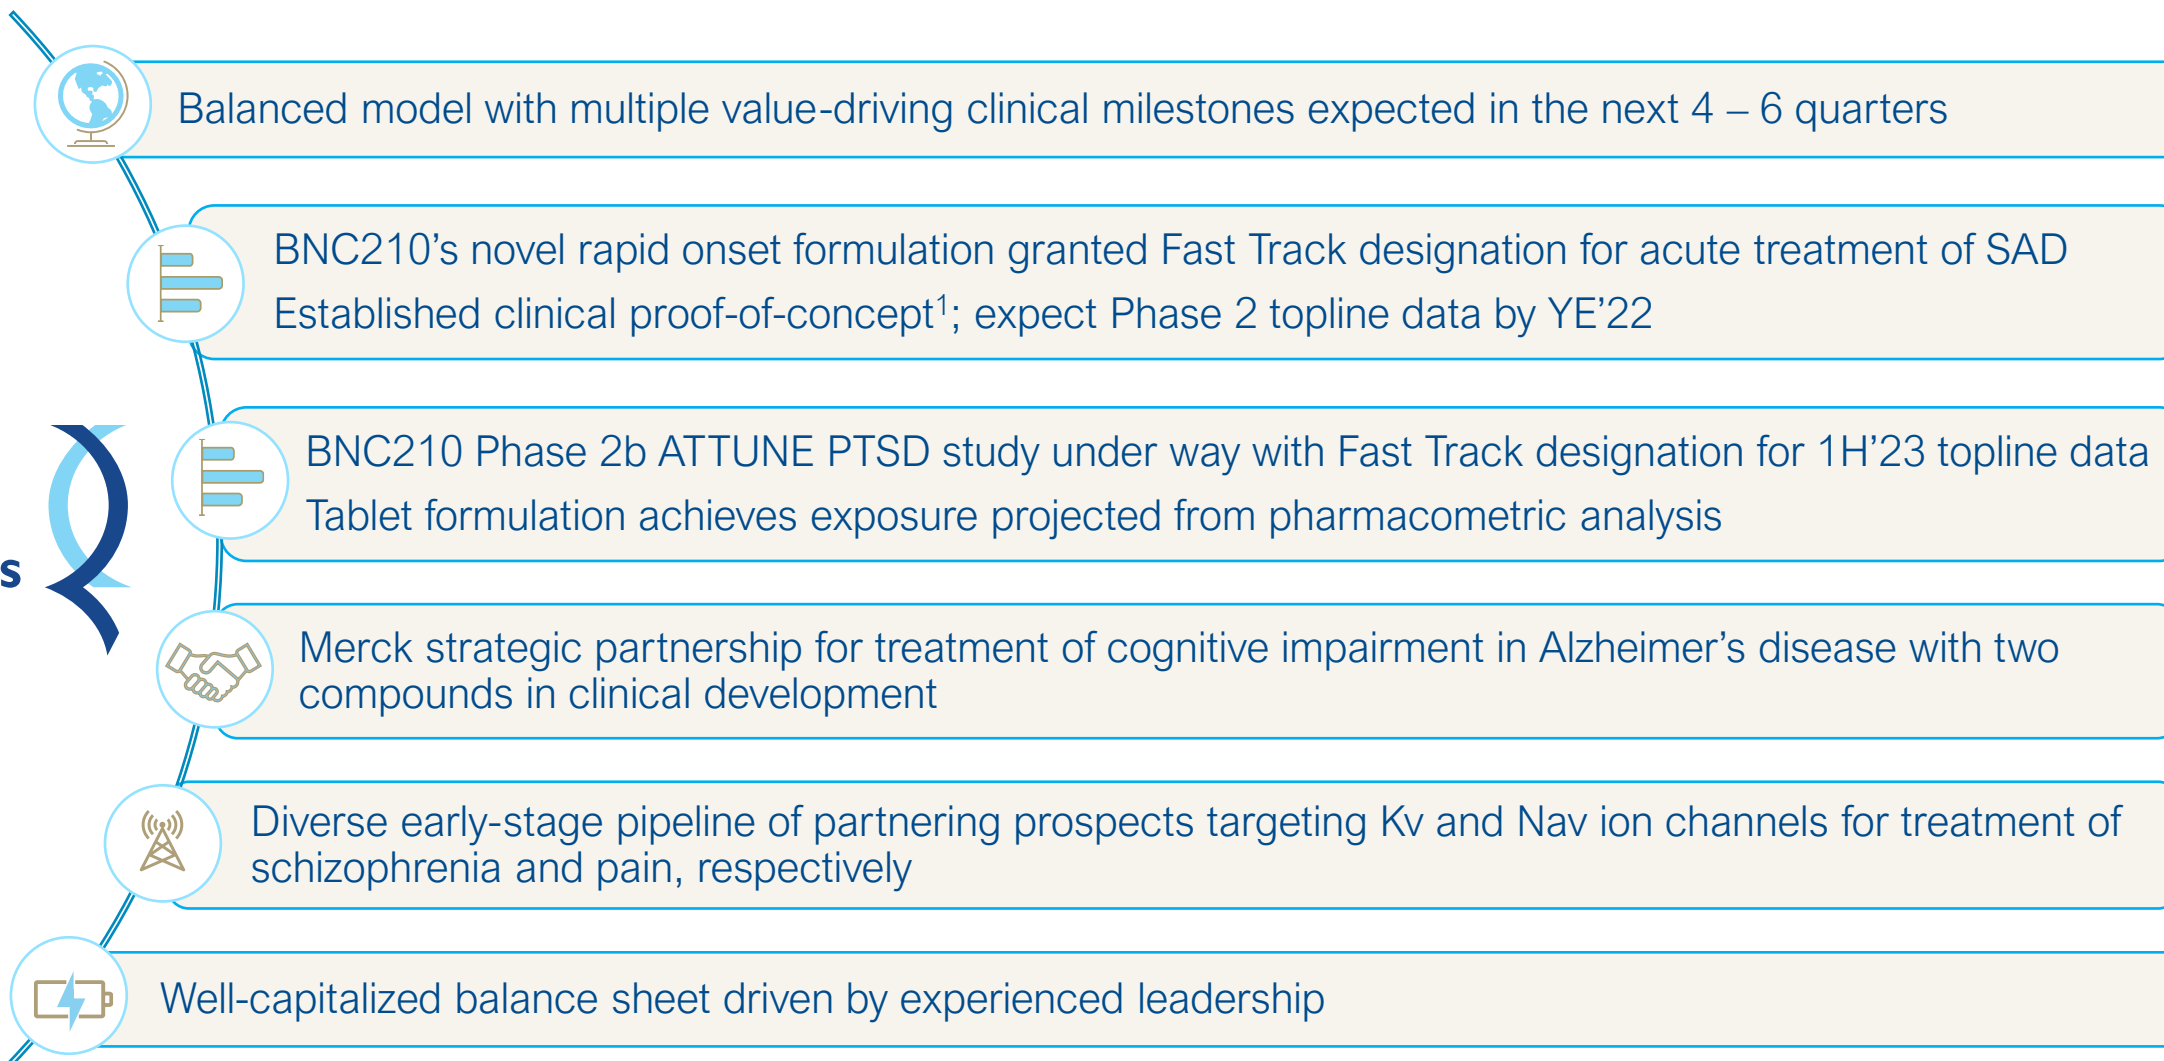 Balanced model with multiple value-driving clinical milestones expected in the next 4 – 6 quarters
BNC210’s novel rapid onset formulation granted Fast Track designation for acute treatment of SAD
Established clinical proof-of-concept¹; expect Phase 2 topline data by YE’22
BNC210 Phase 2b ATTUNE PTSD study under way with Fast Track designation for 1H’23 topline data
Tablet formulation achieves exposure projected from pharmacometric analysis
s
Merck strategic partnership for treatment of cognitive impairment in Alzheimer’s disease with two
compounds in clinical development
Diverse early-stage pipeline of partnering prospects targeting Kv and Nav ion channels for treatment of
schizophrenia and pain, respectively
Well-capitalized balance sheet driven by experienced leadership